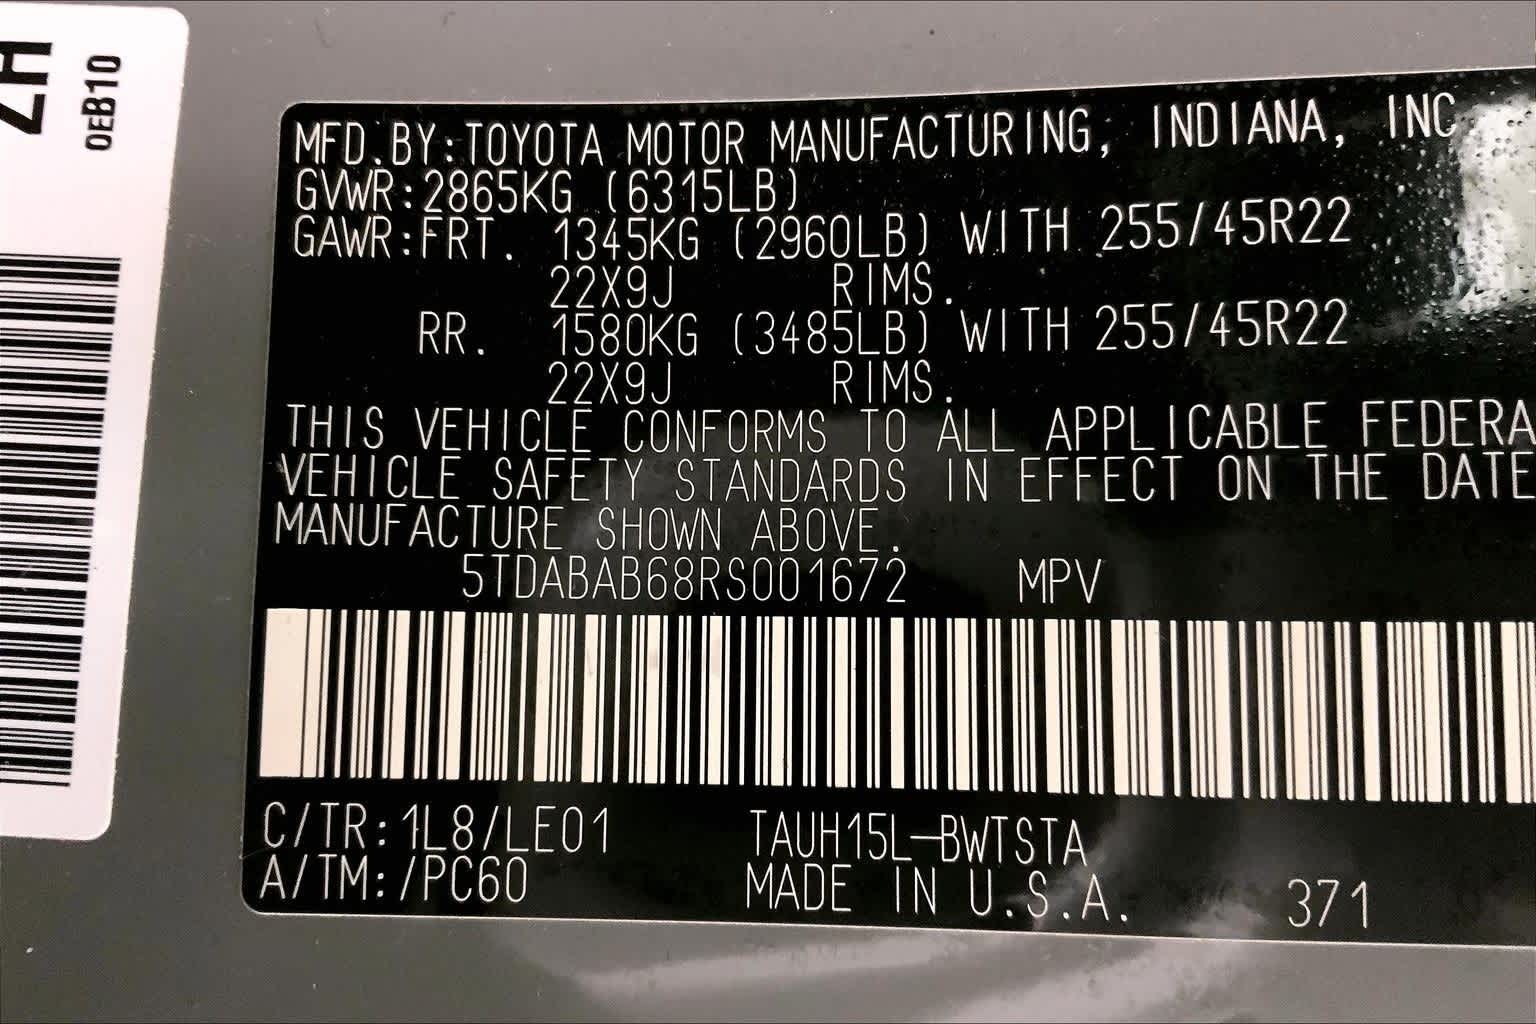 ZH
0EB10
MFD.BY:TOYOTA MOTOR MANUFACTURING, INDIANA, INC
GVWR:2865KG (6315LB)
GAWR:FRT. 1345KG (2960LB) WITH 255/45R22
22X9J RIMS.
RR. 1580KG (3485LB) WITH 255/45R22
22X9J RIMS.
THIS VEHICLE CONFORMS TO ALL APPLICABLE FEDERA
VEHICLE SAFETY STANDARDS IN EFFECT ON THE DATE
MANUFACTURE SHOWN ABOVE.
5TDABAB68RS001672 MPV
C/TR:1L8/LE01 TAUH15L-BWTSTA
A/TM:/PC60 MADE IN U.S.A. 371